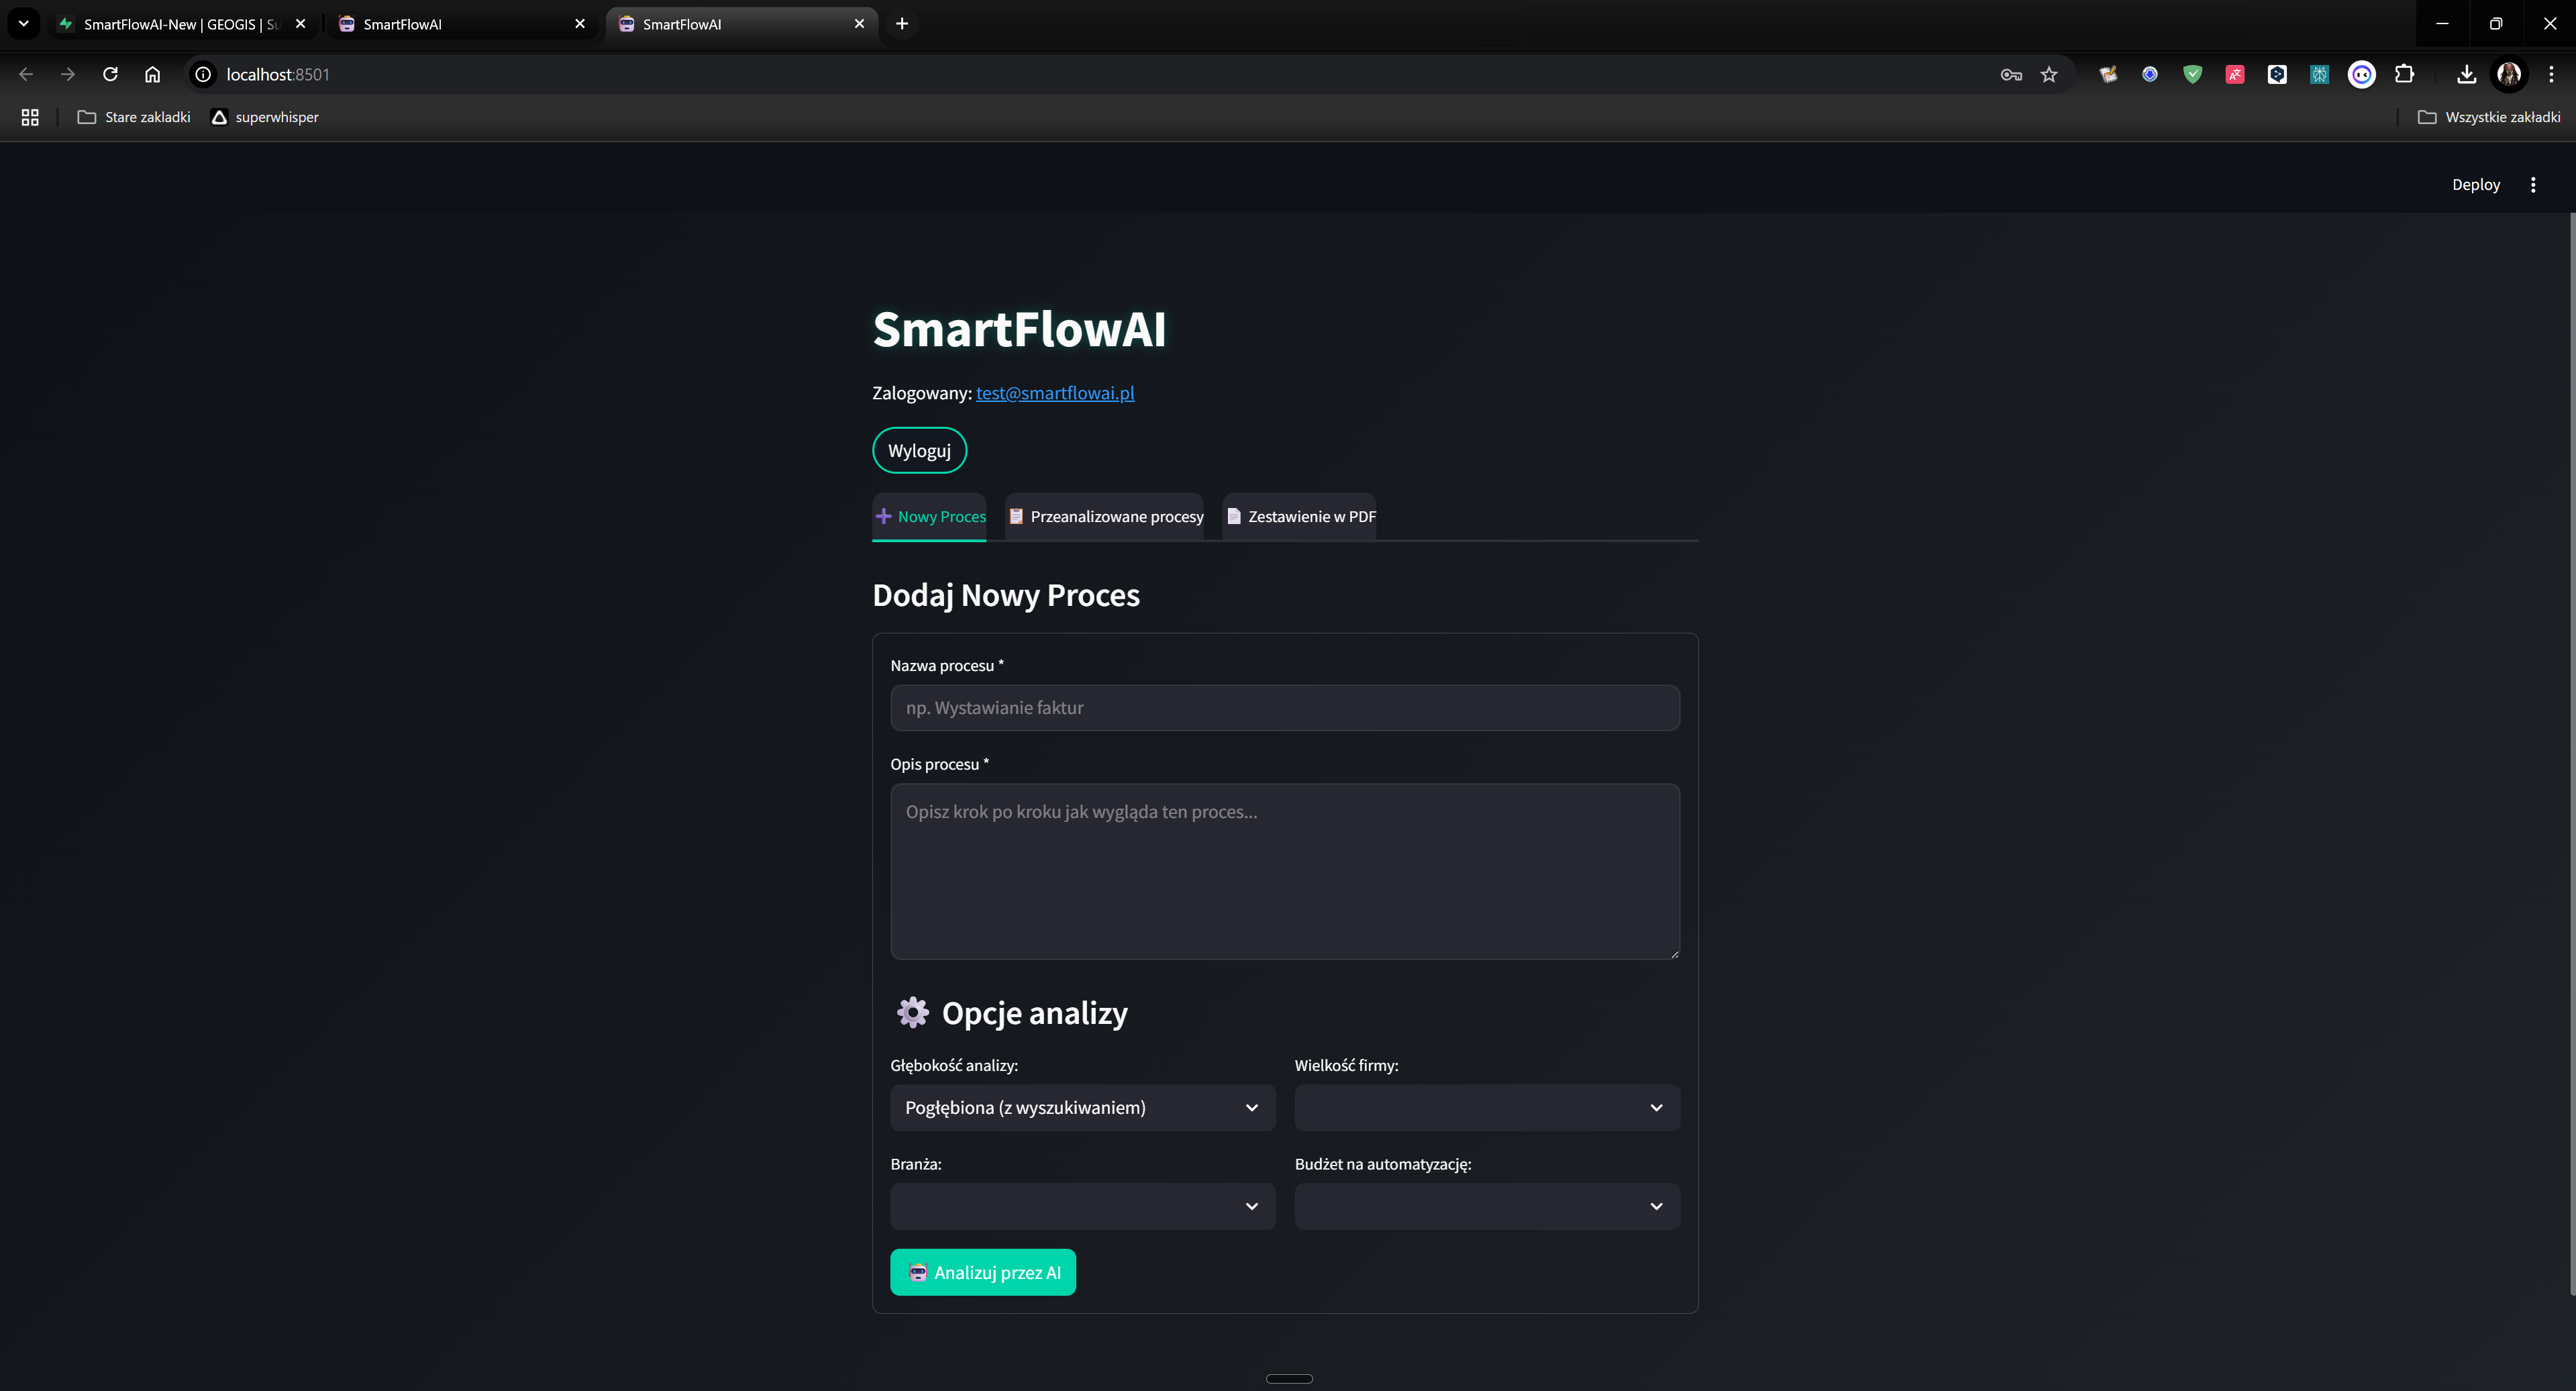 SmartFlowAI-New | GEOGIS | Su
SmartFlowAI
SmartFlowAI
localhost:8501
Stare zakladki
superwhisper
Wszystkie zakładki
Deploy
SmartFlowAI
Zalogowany: test@smartflowai.pl
Wyloguj
Nowy Proces
Przeanalizowane procesy
Zestawienie w PDF
Dodaj Nowy Proces
Nazwa procesu *
np. Wystawianie faktur
Opis procesu *
Opisz krok po kroku jak wygląda ten proces...
Opcje analizy
Głębokość analizy:
Wielkość firmy:
Pogłębiona (z wyszukiwaniem)
Branża:
Budżet na automatyzację:
Analizuj przez AI